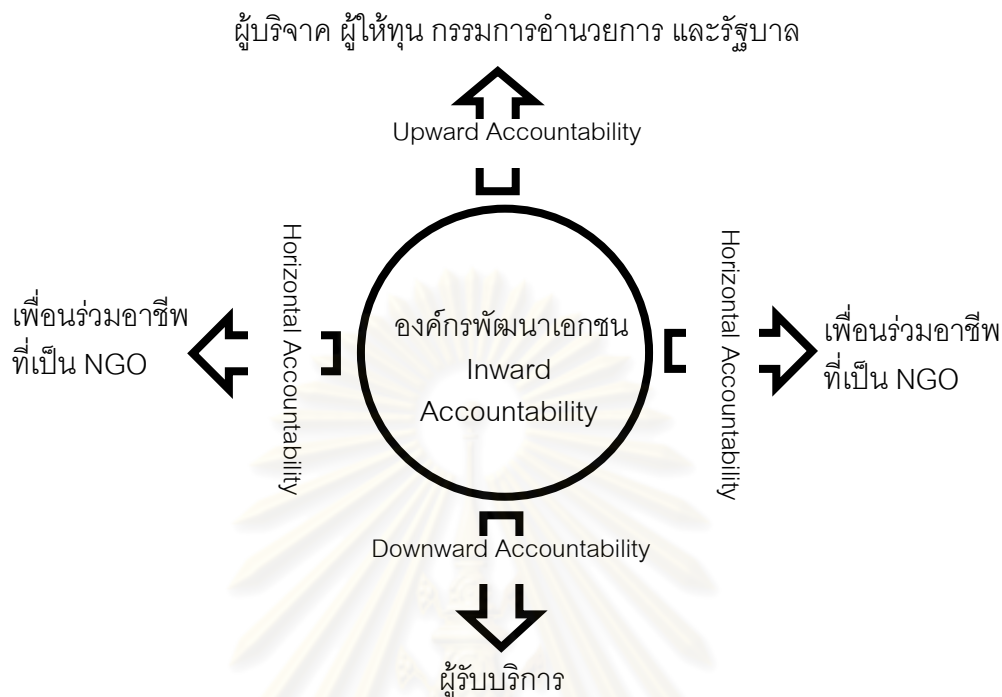 ผู้บริจาค ผู้ให้ทุน กรรมการอำนวยการ และรัฐบาล
Upward Accountability
Horizontal Accountability
Horizontal Accountability
เพื่อนร่วมอาชีพ
ที่เป็น NGO
องค์กรพัฒนาเอกชน
Inward
Accountability
เพื่อนร่วมอาชีพ
ที่เป็น NGO
Downward Accountability
ผู้รับบริการ